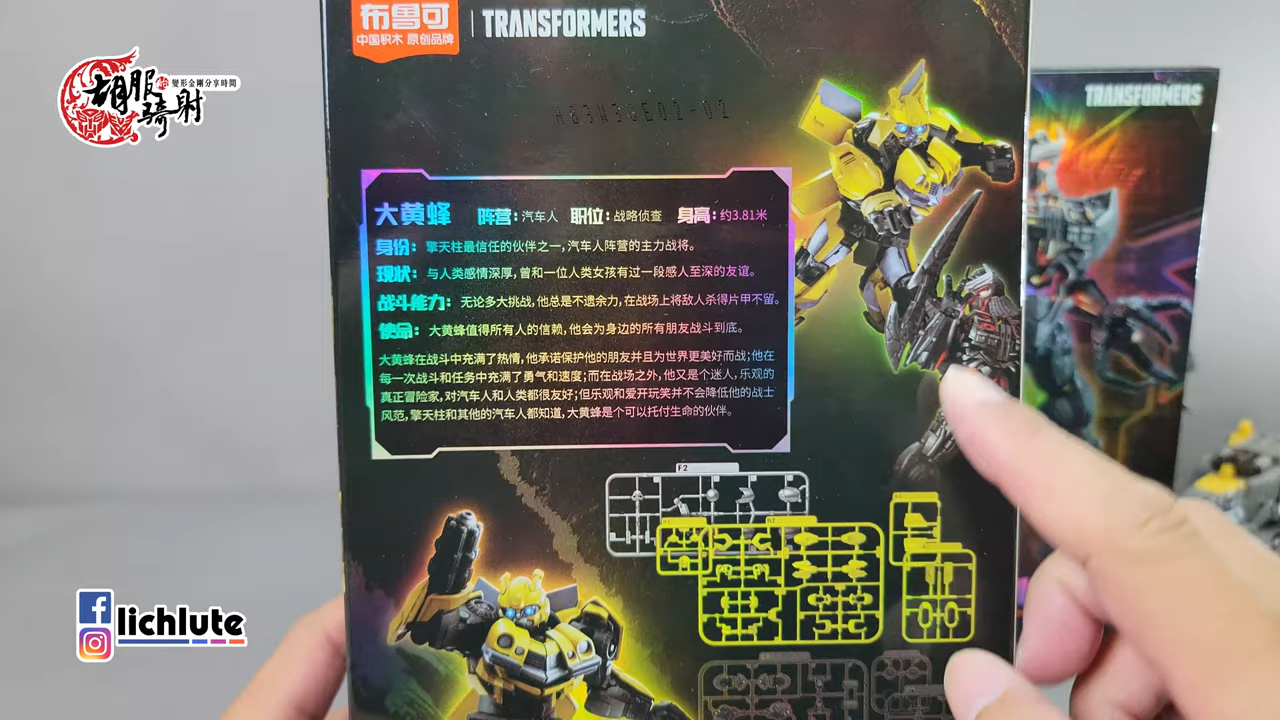 布鲁可
中国积木 原创品牌
TRANSFORMERS
TRANSFORMERS
胡服骑射
的變形金剛分享時間
H83N3GE02-02
大黄蜂 阵营:汽车人 职位:战略侦查 身高:约3.81米
身份:擎天柱最信任的伙伴之一,汽车人阵营的主力战将。
现状:与人类感情深厚,曾和一位人类女孩有过一段感人至深的友谊。
战斗能力:无论多大挑战,他总是不遗余力,在战场上将敌人杀得片甲不留。
使命:大黄蜂值得所有人的信赖,他会为身边的所有朋友战斗到底。
大黄蜂在战斗中充满了热情,他承诺保护他的朋友并且为世界更美好而战;他在
每一次战斗和任务中充满了勇气和速度;而在战场之外,他又是个迷人,乐观的
真正冒险家,对汽车人和人类都很友好;但乐观和爱开玩笑并不会降低他的战士
风范,擎天柱和其他的汽车人都知道,大黄蜂是个可以托付生命的伙伴。
F2
lichlute